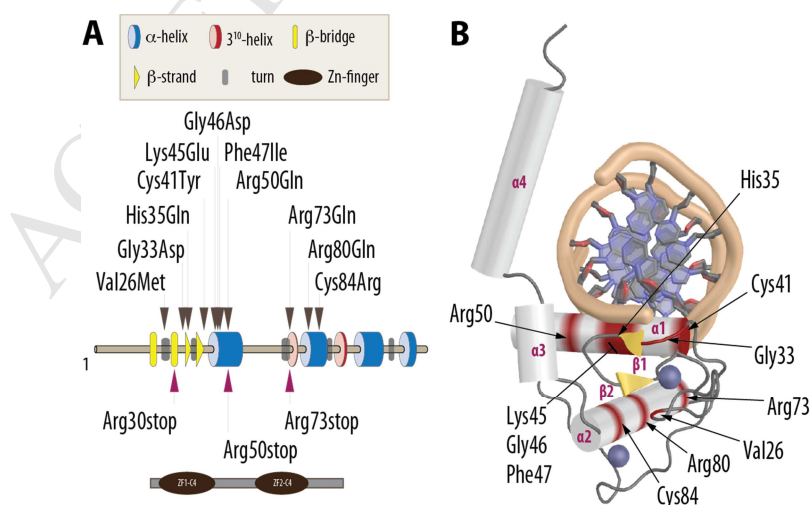 A
α-helix
3¹⁰-helix
β-bridge
β-strand
turn
Zn-finger
Gly46Asp
Lys45Glu Phe47Ile
Cys41Tyr Arg50Gln
His35Gln Arg73Gln
Gly33Asp Arg80Gln
Val26Met Cys84Arg
1
Arg30stop Arg73stop
Arg50stop
ZF1-C4 ZF2-C4
B
α4
His35
Cys41
Arg50
α1
α3
Gly33
β1
β2
Arg73
Lys45
Gly46
Phe47
α2
Val26
Arg80
Cys84